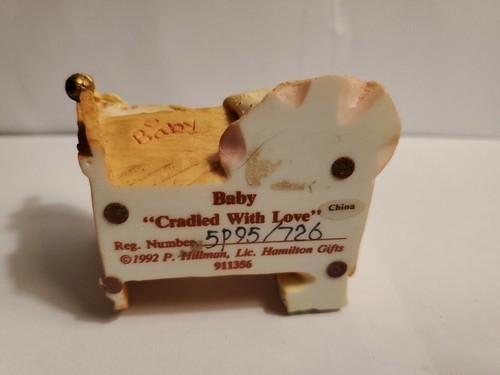 Baby
Baby
"Cradled With Love"
China
Reg. Number 5P95/726
©1992 P. Hillman, Lic. Hamilton Gifts
911356